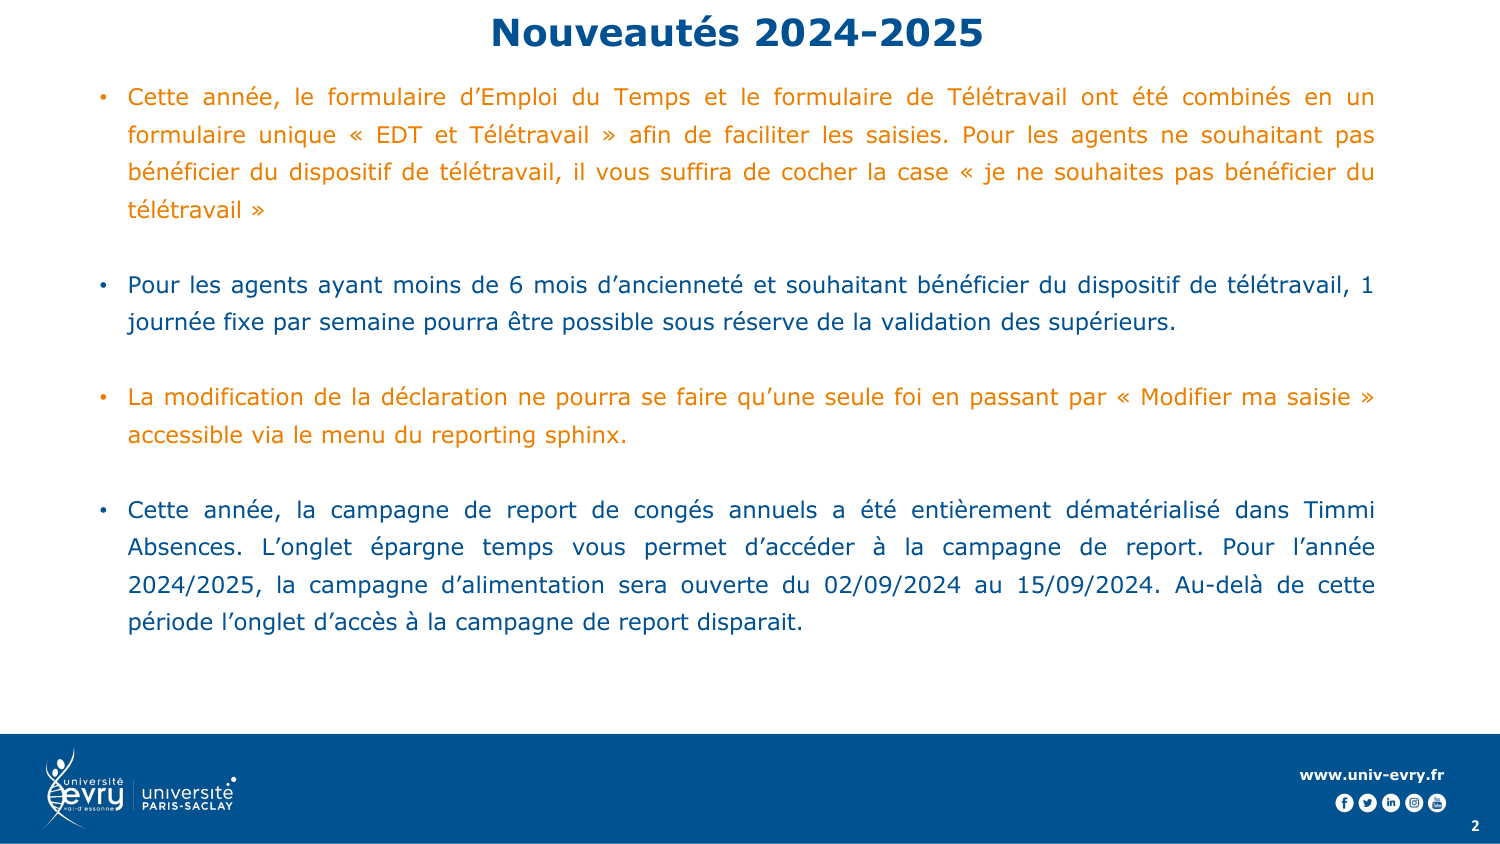 Nouveautés 2024-2025
• Cette année, le formulaire d’Emploi du Temps et le formulaire de Télétravail ont été combinés en un
formulaire unique « EDT et Télétravail » afin de faciliter les saisies. Pour les agents ne souhaitant pas
bénéficier du dispositif de télétravail, il vous suffira de cocher la case « je ne souhaites pas bénéficier du
télétravail »
• Pour les agents ayant moins de 6 mois d’ancienneté et souhaitant bénéficier du dispositif de télétravail, 1
journée fixe par semaine pourra être possible sous réserve de la validation des supérieurs.
• La modification de la déclaration ne pourra se faire qu’une seule foi en passant par « Modifier ma saisie »
accessible via le menu du reporting sphinx.
• Cette année, la campagne de report de congés annuels a été entièrement dématérialisé dans Timmi
Absences. L’onglet épargne temps vous permet d’accéder à la campagne de report. Pour l’année
2024/2025, la campagne d’alimentation sera ouverte du 02/09/2024 au 15/09/2024. Au-delà de cette
période l’onglet d’accès à la campagne de report disparait.
université
evry
val-d'essonne
université
PARIS-SACLAY
www.univ-evry.fr
2